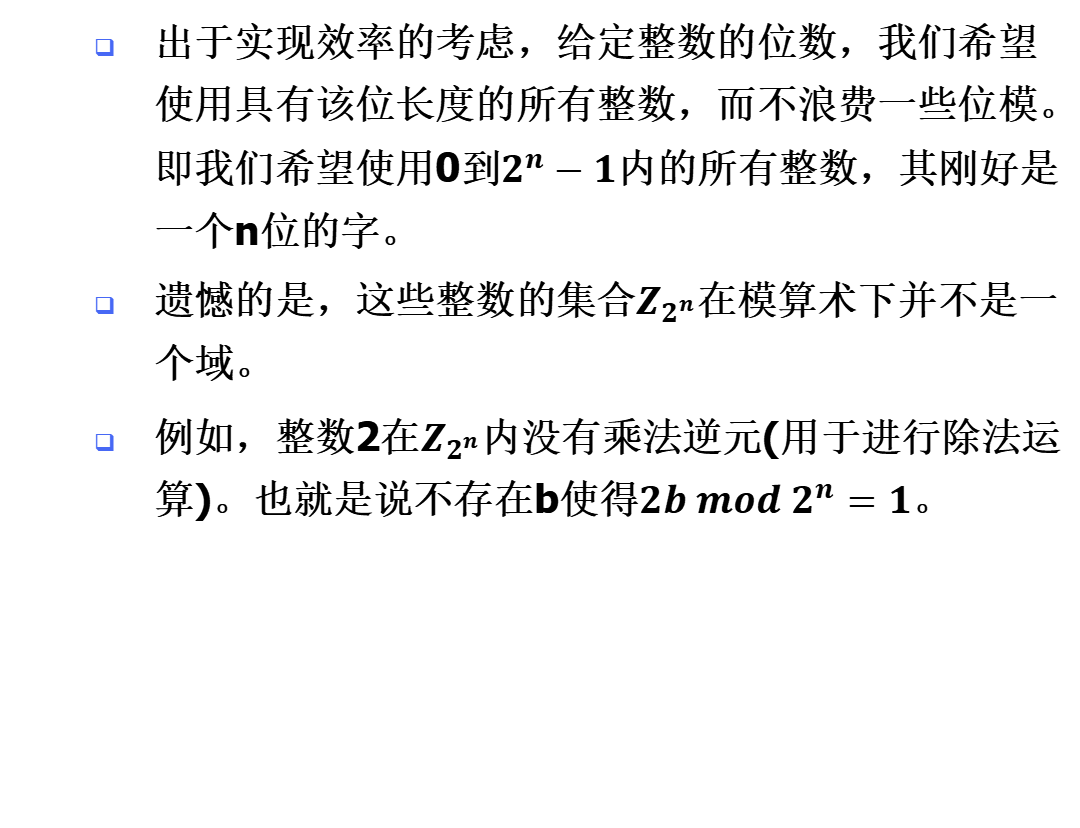 出于实现效率的考虑，给定整数的位数，我们希望
使用具有该位长度的所有整数，而不浪费一些位模。
即我们希望使用0到2ⁿ − 1内的所有整数，其刚好是
一个n位的字。
遗憾的是，这些整数的集合Z₂ⁿ在模算术下并不是一
个域。
例如，整数2在Z₂ⁿ内没有乘法逆元(用于进行除法运
算)。也就是说不存在b使得2b mod 2ⁿ = 1。